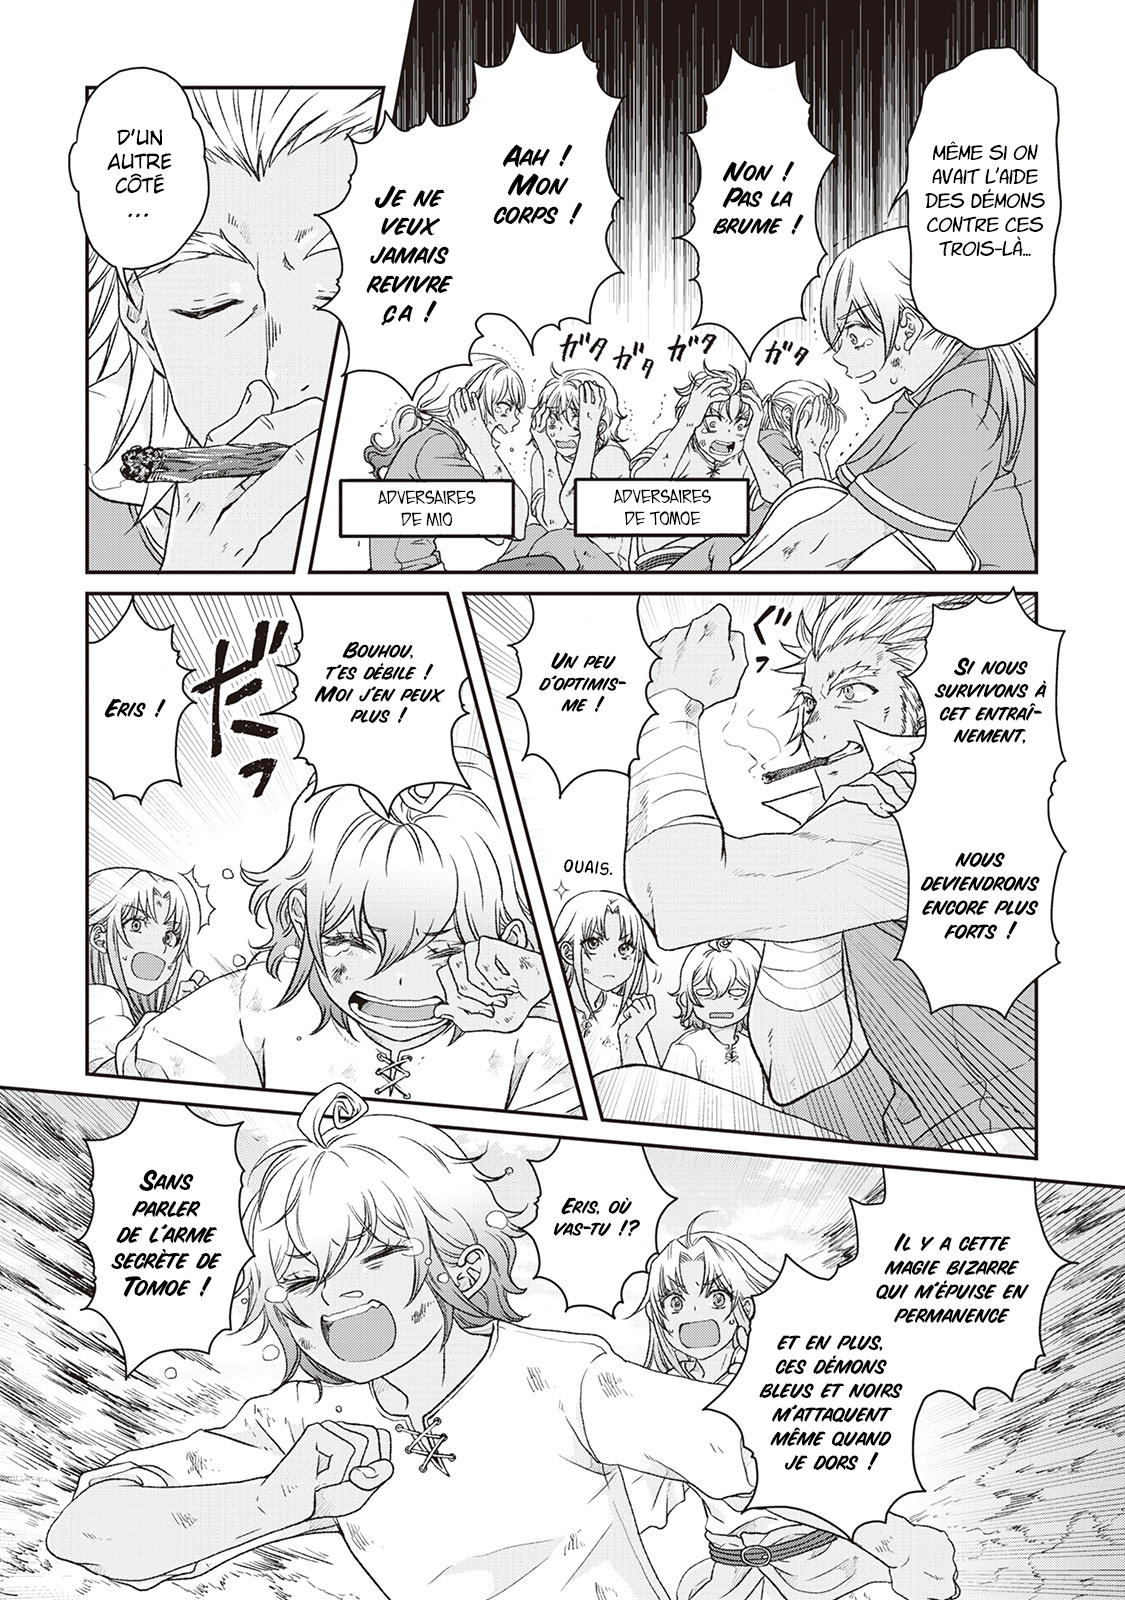 MÊME SI ON
AVAIT L'AIDE
DES DÉMONS
CONTRE CES
TROIS-LÀ...
NON !
PAS LA
BRUME !
AAH !
MON
CORPS !
JE NE
VEUX
JAMAIS
REVIVRE
ÇA !
ガタ
ガタ
ガタ
ガタ
ADVERSAIRES
DE TOMOE
ADVERSAIRES
DE MIO
D'UN
AUTRE
CÔTÉ
...
SI NOUS
SURVIVONS À
CET ENTRAÎ-
NEMENT,
NOUS
DEVIENDRONS
ENCORE PLUS
FORTS !
ぐっ
UN PEU
D'OPTIMIS-
ME !
OUAIS.
BOUHOU,
T'ES DÉBILE !
MOI J'EN PEUX
PLUS !
だっ
ERIS !
IL Y A CETTE
MAGIE BIZARRE
QUI M'ÉPUISE EN
PERMANENCE
ET EN PLUS,
CES DÉMONS
BLEUS ET NOIRS
M'ATTAQUENT
MÊME QUAND
JE DORS !
ERIS, OÙ
VAS-TU !?
SANS
PARLER
DE L'ARME
SECRÈTE DE
TOMOE !